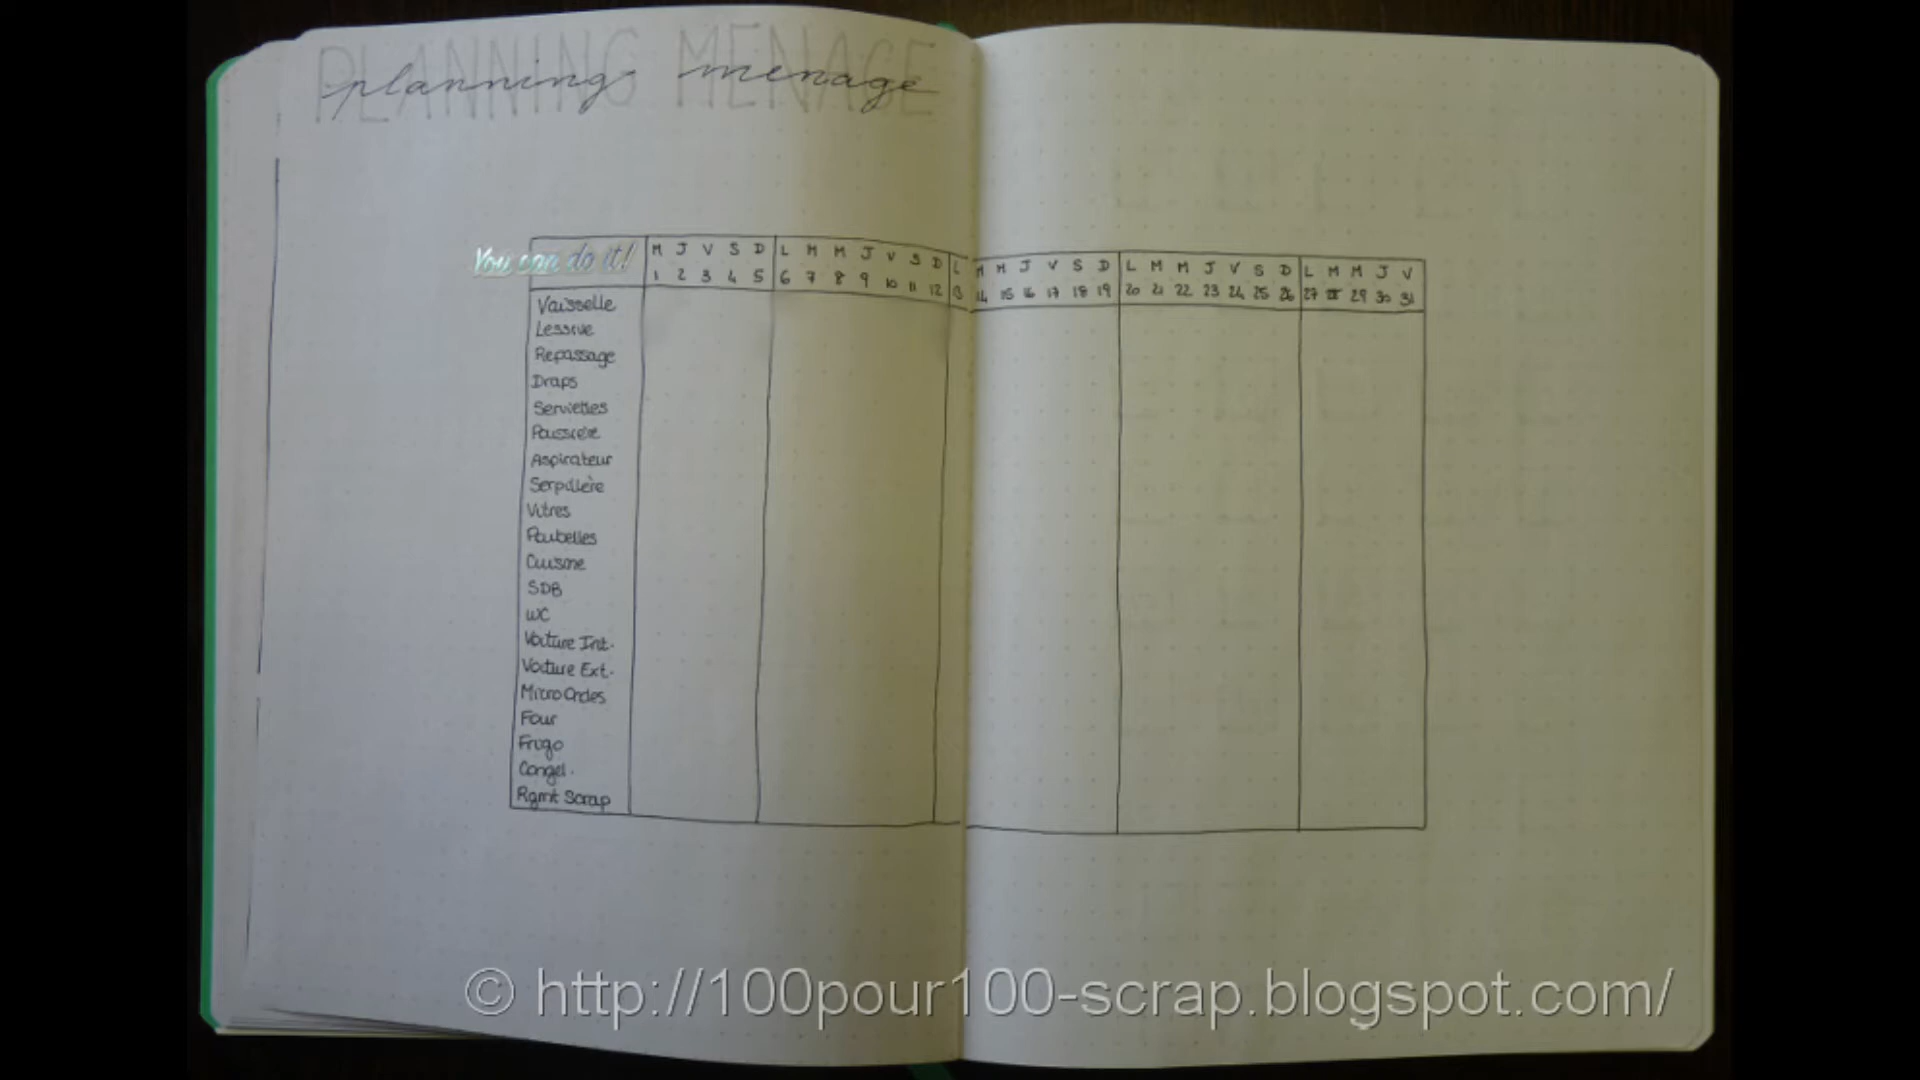 PLANNING MENAGE
planning menage
You can do it!
M J V S D L M M J V S D L M M J V S D L M M J V S D L M M J V
1 2 3 4 5 6 7 8 9 10 11 12 13 14 15 16 17 18 19 20 21 22 23 24 25 26 27 29 30 31
Vaisselle
Lessive
Repassage
Draps
Serviettes
Poussière
Aspirateur
Serpillère
Vitres
Poubelles
Cuisine
SDB
WC
Voiture Int.
Voiture Ext.
Micro Ondes
Four
Frigo
Congel.
Rgmt Scrap
© http://100pour100-scrap.blogspot.com/